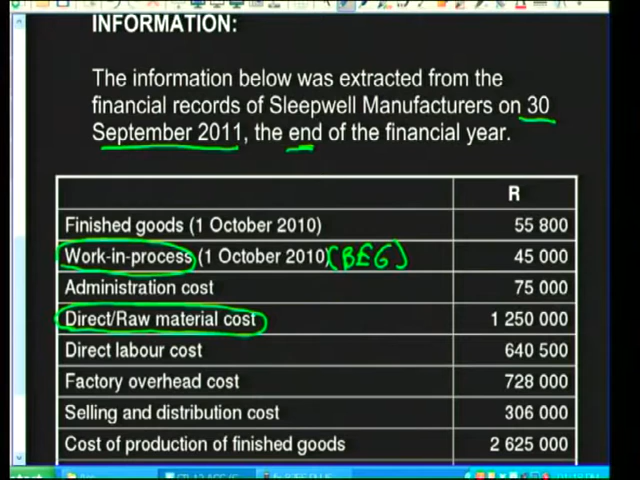 INFORMATION:
The information below was extracted from the
financial records of Sleepwell Manufacturers on 30
September 2011, the end of the financial year.
R
Finished goods (1 October 2010) 55 800
Work-in-process (1 October 2010) (BEG) 45 000
Administration cost 75 000
Direct/Raw material cost 1 250 000
Direct labour cost 640 500
Factory overhead cost 728 000
Selling and distribution cost 306 000
Cost of production of finished goods 2 625 000